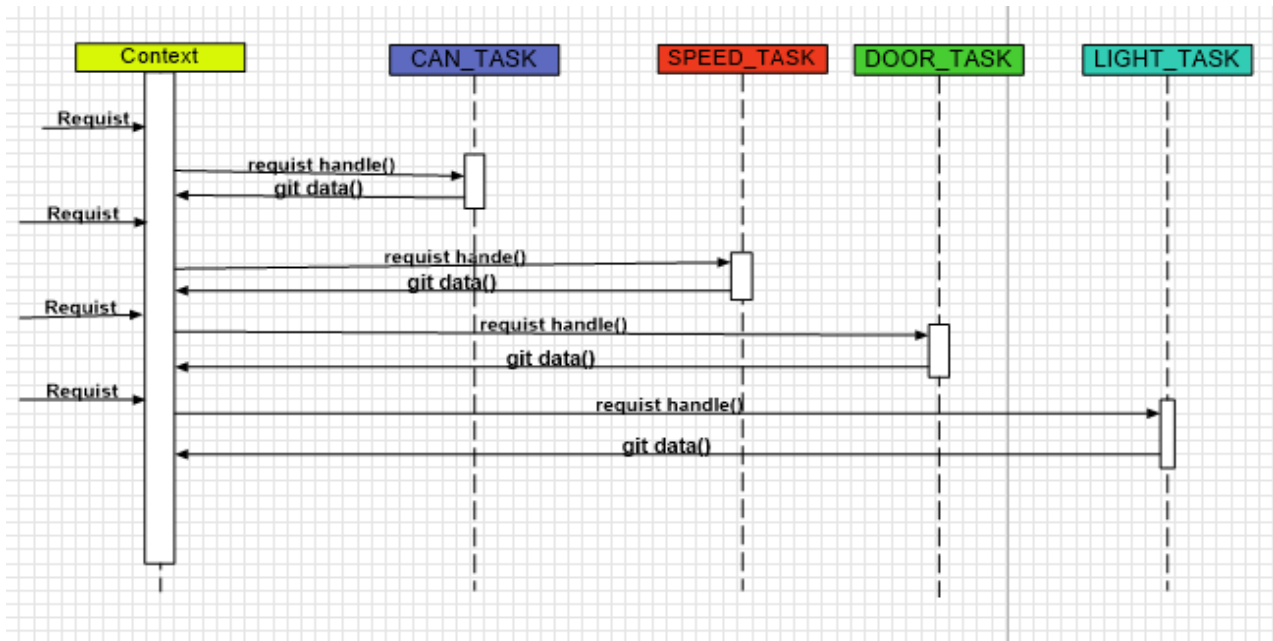 Context
CAN_TASK
SPEED_TASK
DOOR_TASK
LIGHT_TASK
Requist
requist handle()
git data()
Requist
requist hande()
git data()
Requist
requist handle()
git data()
Requist
requist handle()
git data()